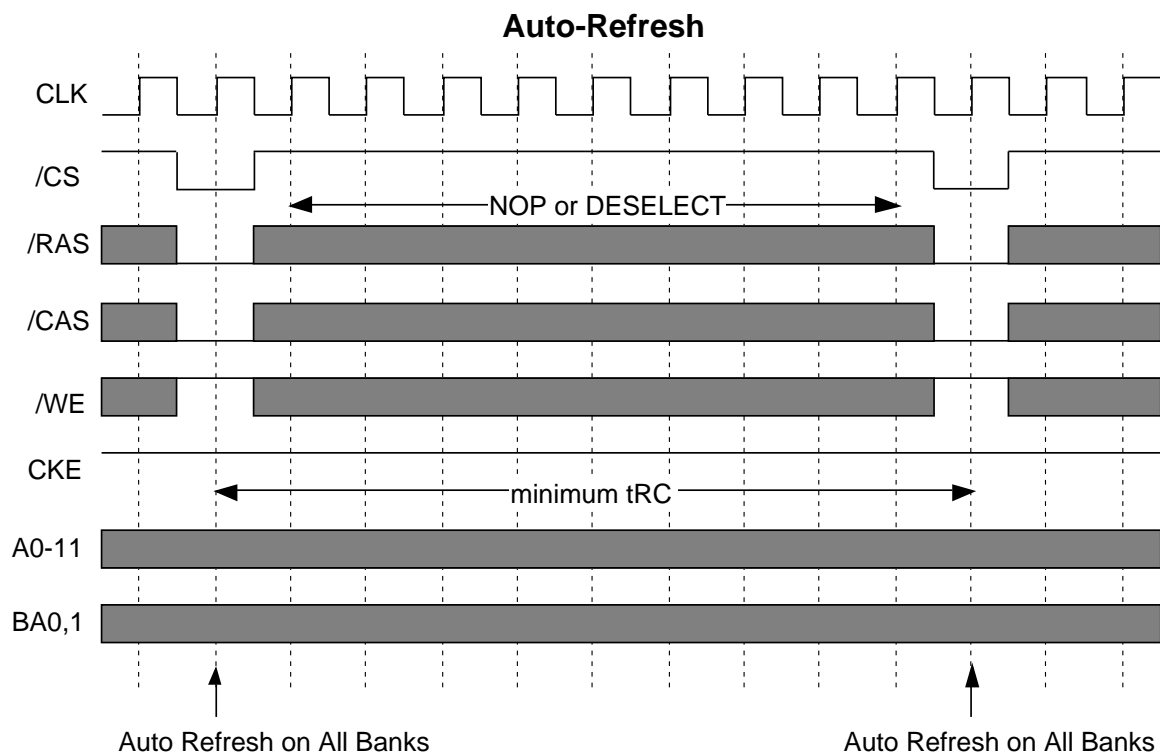 Auto-Refresh
CLK
/CS
NOP or DESELECT
/RAS
/CAS
/WE
CKE
minimum tRC
A0-11
BA0,1
Auto Refresh on All Banks
Auto Refresh on All Banks